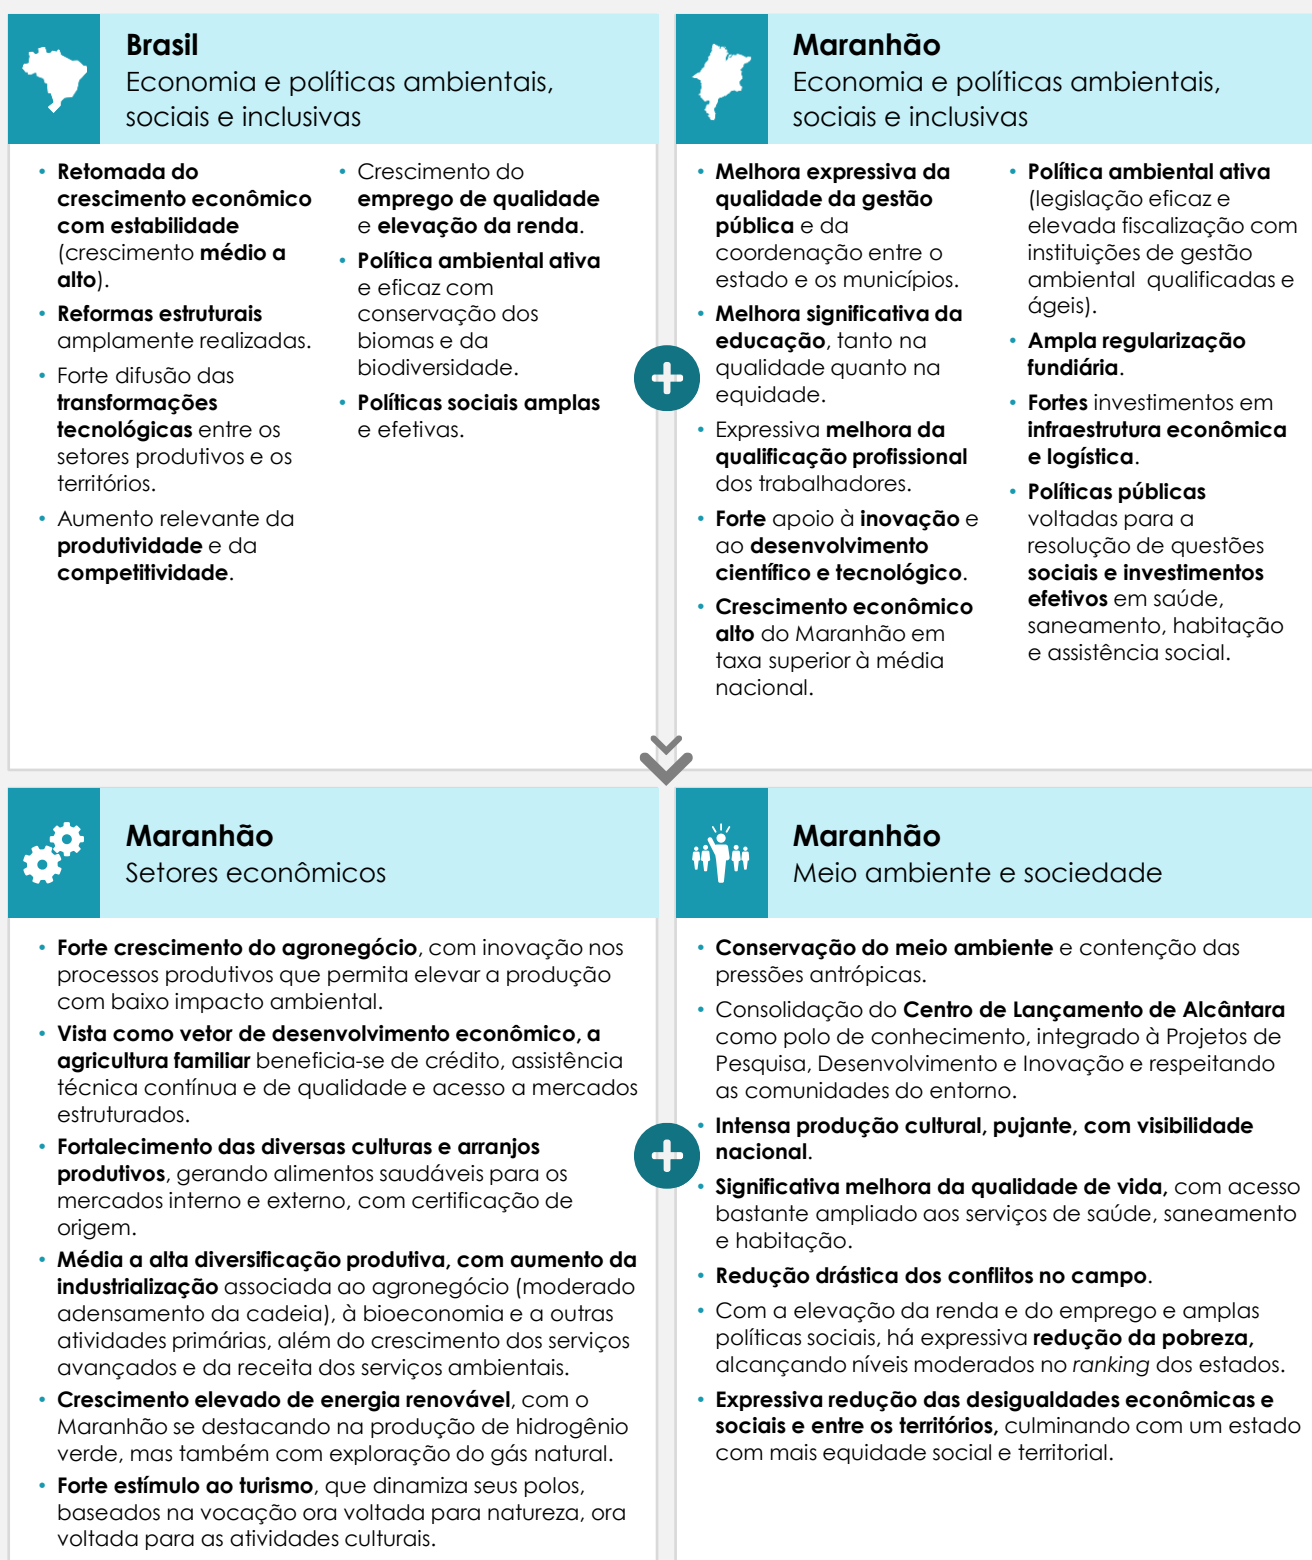 Brasil
Economia e políticas ambientais,
sociais e inclusivas
• Retomada do
crescimento econômico
com estabilidade
(crescimento médio a
alto).
• Reformas estruturais
amplamente realizadas.
• Forte difusão das
transformações
tecnológicas entre os
setores produtivos e os
territórios.
• Aumento relevante da
produtividade e da
competitividade.
• Crescimento do
emprego de qualidade
e elevação da renda.
• Política ambiental ativa
e eficaz com
conservação dos
biomas e da
biodiversidade.
• Políticas sociais amplas
e efetivas.
Maranhão
Economia e políticas ambientais,
sociais e inclusivas
• Melhora expressiva da
qualidade da gestão
pública e da
coordenação entre o
estado e os municípios.
• Melhora significativa da
educação, tanto na
qualidade quanto na
equidade.
• Expressiva melhora da
qualificação profissional
dos trabalhadores.
• Forte apoio à inovação e
ao desenvolvimento
científico e tecnológico.
• Crescimento econômico
alto do Maranhão em
taxa superior à média
nacional.
• Política ambiental ativa
(legislação eficaz e
elevada fiscalização com
instituições de gestão
ambiental qualificadas e
ágeis).
• Ampla regularização
fundiária.
• Fortes investimentos em
infraestrutura econômica
e logística.
• Políticas públicas
voltadas para a
resolução de questões
sociais e investimentos
efetivos em saúde,
saneamento, habitação
e assistência social.
Maranhão
Setores econômicos
• Forte crescimento do agronegócio, com inovação nos
processos produtivos que permita elevar a produção
com baixo impacto ambiental.
• Vista como vetor de desenvolvimento econômico, a
agricultura familiar beneficia-se de crédito, assistência
técnica contínua e de qualidade e acesso a mercados
estruturados.
• Fortalecimento das diversas culturas e arranjos
produtivos, gerando alimentos saudáveis para os
mercados interno e externo, com certificação de
origem.
• Média a alta diversificação produtiva, com aumento da
industrialização associada ao agronegócio (moderado
adensamento da cadeia), à bioeconomia e a outras
atividades primárias, além do crescimento dos serviços
avançados e da receita dos serviços ambientais.
• Crescimento elevado de energia renovável, com o
Maranhão se destacando na produção de hidrogênio
verde, mas também com exploração do gás natural.
• Forte estímulo ao turismo, que dinamiza seus polos,
baseados na vocação ora voltada para natureza, ora
voltada para as atividades culturais.
Maranhão
Meio ambiente e sociedade
• Conservação do meio ambiente e contenção das
pressões antrópicas.
• Consolidação do Centro de Lançamento de Alcântara
como polo de conhecimento, integrado à Projetos de
Pesquisa, Desenvolvimento e Inovação e respeitando
as comunidades do entorno.
• Intensa produção cultural, pujante, com visibilidade
nacional.
• Significativa melhora da qualidade de vida, com acesso
bastante ampliado aos serviços de saúde, saneamento
e habitação.
• Redução drástica dos conflitos no campo.
• Com a elevação da renda e do emprego e amplas
políticas sociais, há expressiva redução da pobreza,
alcançando níveis moderados no ranking dos estados.
• Expressiva redução das desigualdades econômicas e
sociais e entre os territórios, culminando com um estado
com mais equidade social e territorial.